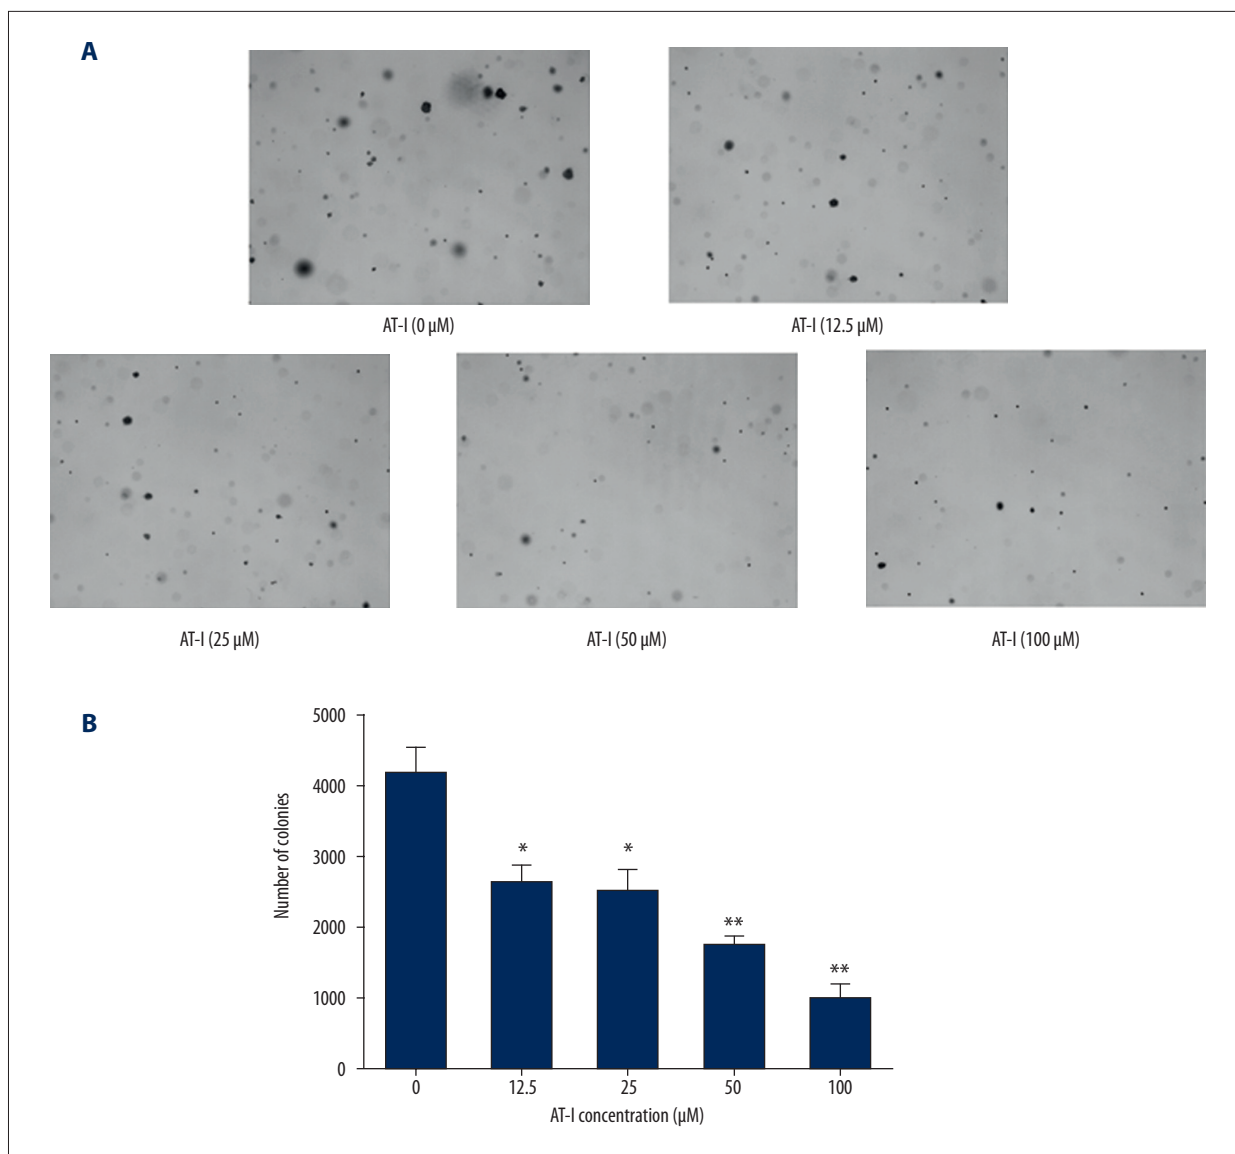 A
AT-I (0 µM)
AT-I (12.5 µM)
AT-I (25 µM)
AT-I (50 µM)
AT-I (100 µM)
B
Number of colonies
5000
4000
3000
2000
1000
0
*
*
**
**
0
12.5
25
50
100
AT-I concentration (µM)